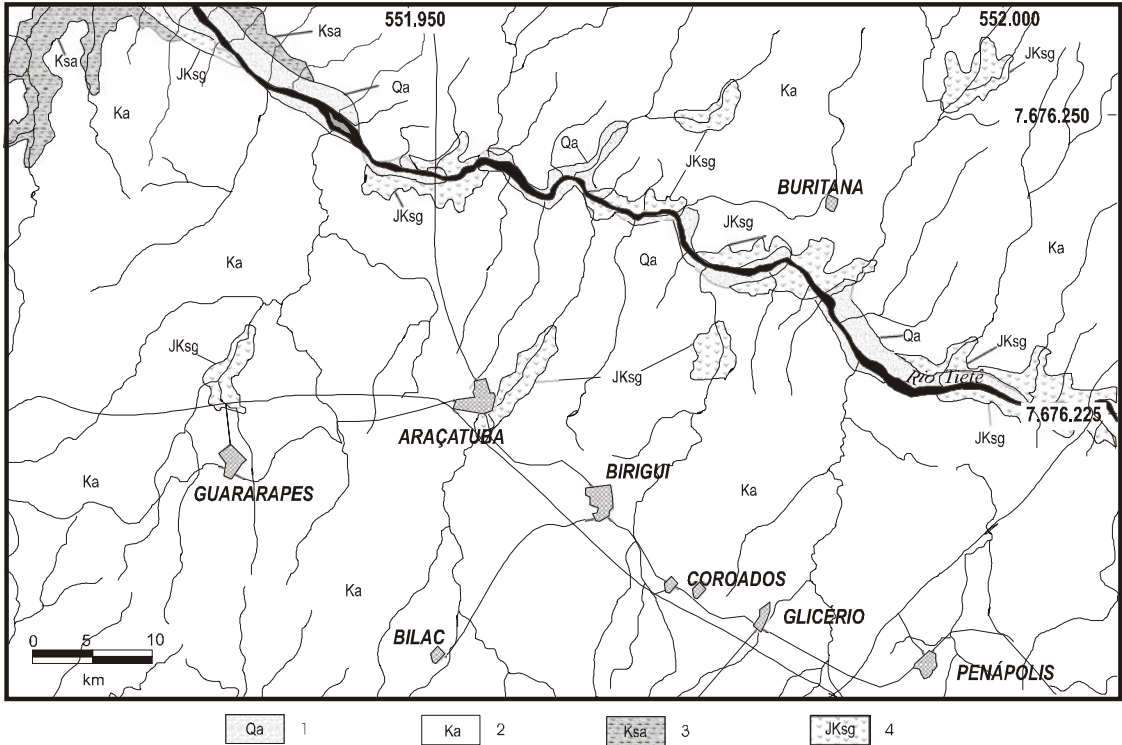 551.950
552.000
Ksa
Ksa
JKsg
JKsg
Qa
Ka
Ka
7.676.250
Qa
JKsg
BURITANA
JKsg
JKsg
Ka
Ka
Qa
JKsg
Qa
JKsg
JKsg
Rio Tietê
7.676.225
ARAÇATUBA
JKsg
BIRIGUI
Ka
Ka
GUARARAPES
COROADOS
Ka
GLICÉRIO
BILAC
PENÁPOLIS
0 5 10
km
Qa 1 Ka 2 Ksa 3 JKsg 4